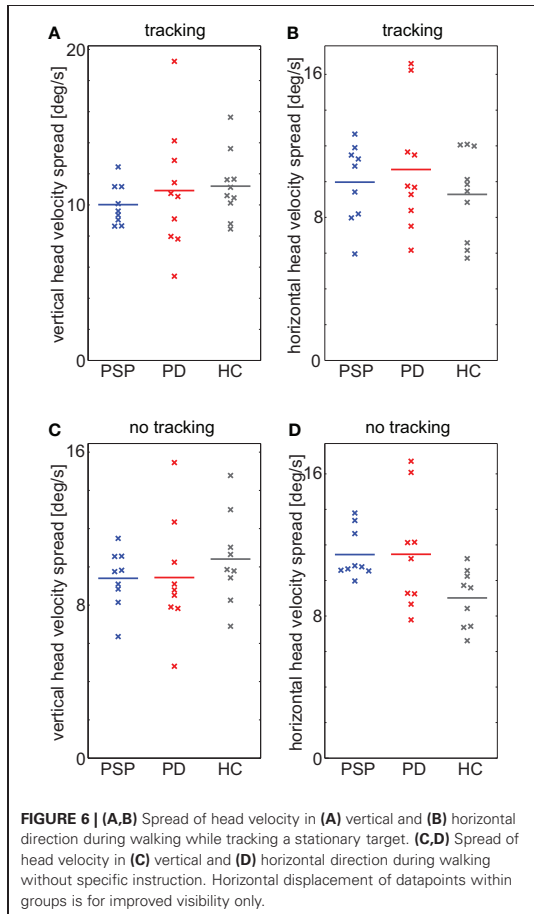 A
tracking
vertical head velocity spread [deg/s]
20
10
0
PSP
PD
HC
B
tracking
horizontal head velocity spread [deg/s]
16
8
0
PSP
PD
HC
C
no tracking
vertical head velocity spread [deg/s]
16
8
0
PSP
PD
HC
D
no tracking
horizontal head velocity spread [deg/s]
16
8
0
PSP
PD
HC
FIGURE 6 | (A,B) Spread of head velocity in (A) vertical and (B) horizontal
direction during walking while tracking a stationary target. (C,D) Spread of
head velocity in (C) vertical and (D) horizontal direction during walking
without specific instruction. Horizontal displacement of datapoints within
groups is for improved visibility only.